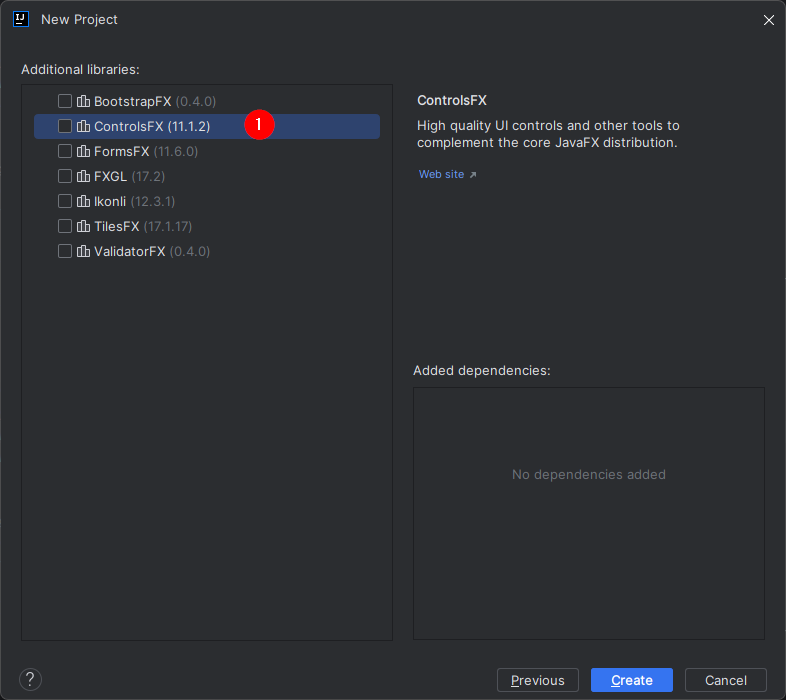 New Project
Additional libraries:
BootstrapFX (0.4.0)
ControlsFX (11.1.2)
1
FormsFX (11.6.0)
FXGL (17.2)
Ikonli (12.3.1)
TilesFX (17.1.17)
ValidatorFX (0.4.0)
ControlsFX
High quality UI controls and other tools to
complement the core JavaFX distribution.
Web site ↗
Added dependencies:
No dependencies added
?
Previous
Create
Cancel